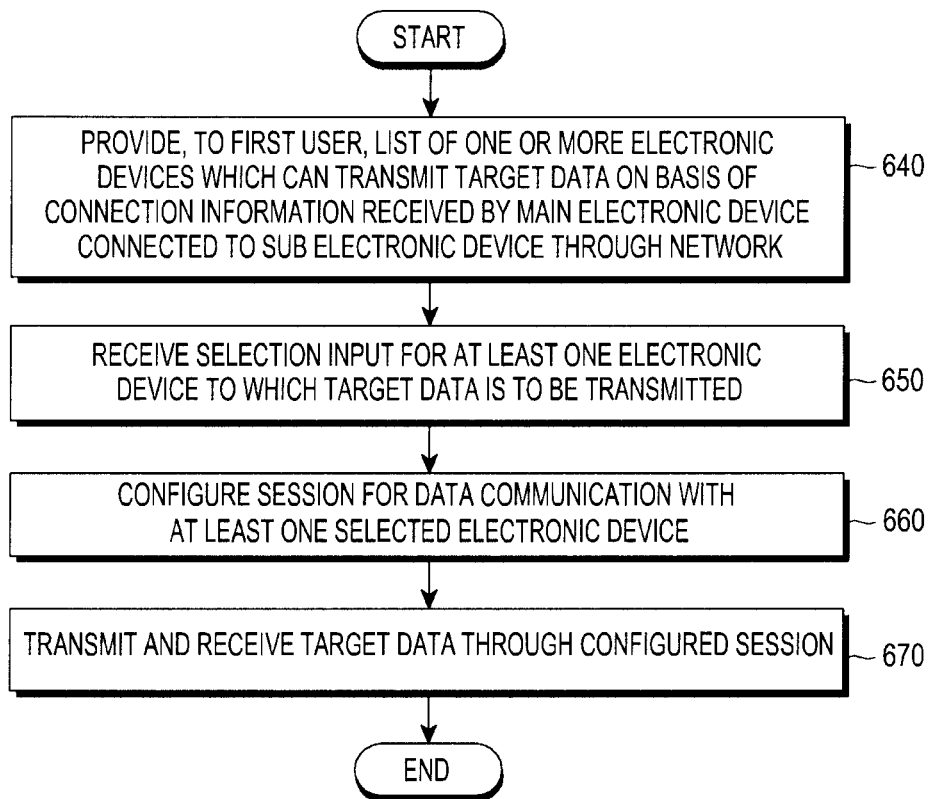 START
PROVIDE, TO FIRST USER, LIST OF ONE OR MORE ELECTRONIC
DEVICES WHICH CAN TRANSMIT TARGET DATA ON BASIS OF
CONNECTION INFORMATION RECEIVED BY MAIN ELECTRONIC DEVICE
CONNECTED TO SUB ELECTRONIC DEVICE THROUGH NETWORK
640
RECEIVE SELECTION INPUT FOR AT LEAST ONE ELECTRONIC
DEVICE TO WHICH TARGET DATA IS TO BE TRANSMITTED
650
CONFIGURE SESSION FOR DATA COMMUNICATION WITH
AT LEAST ONE SELECTED ELECTRONIC DEVICE
660
TRANSMIT AND RECEIVE TARGET DATA THROUGH CONFIGURED SESSION
670
END